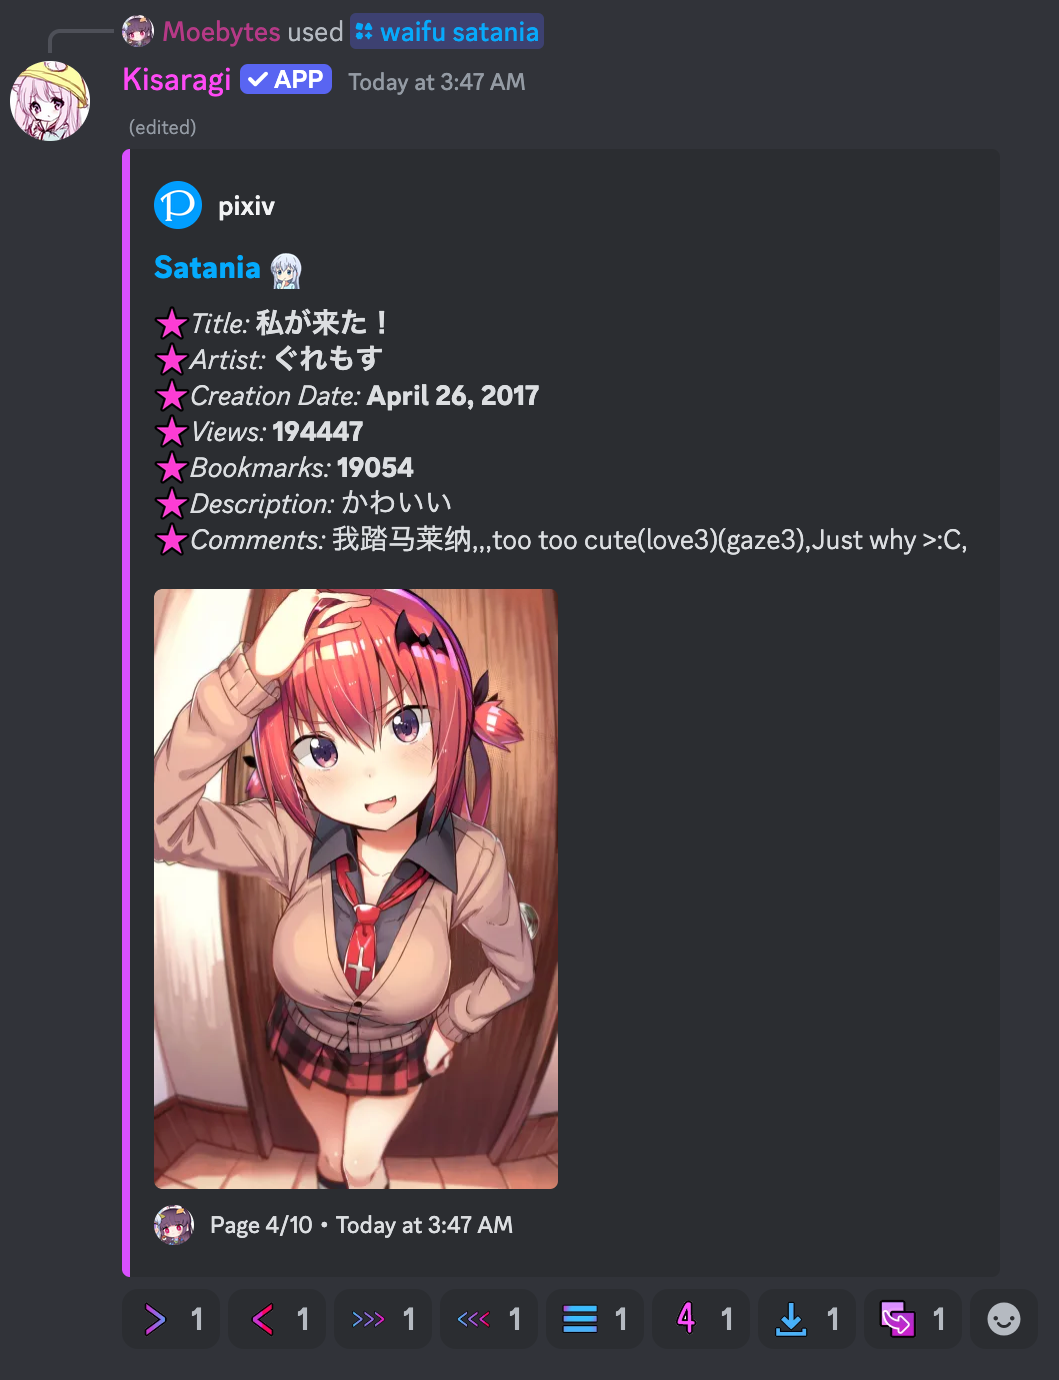 Moebytes used waifu satania
Kisaragi APP Today at 3:47 AM
(edited)
pixiv
Satania
Title: 私が来た！
Artist: ぐれもす
Creation Date: April 26, 2017
Views: 194447
Bookmarks: 19054
Description: かわいい
Comments: 我踏马莱纳,,,too too cute(love3)(gaze3),Just why >:C,
Page 4/10 • Today at 3:47 AM
1 1 1 1 1 4 1 1 1